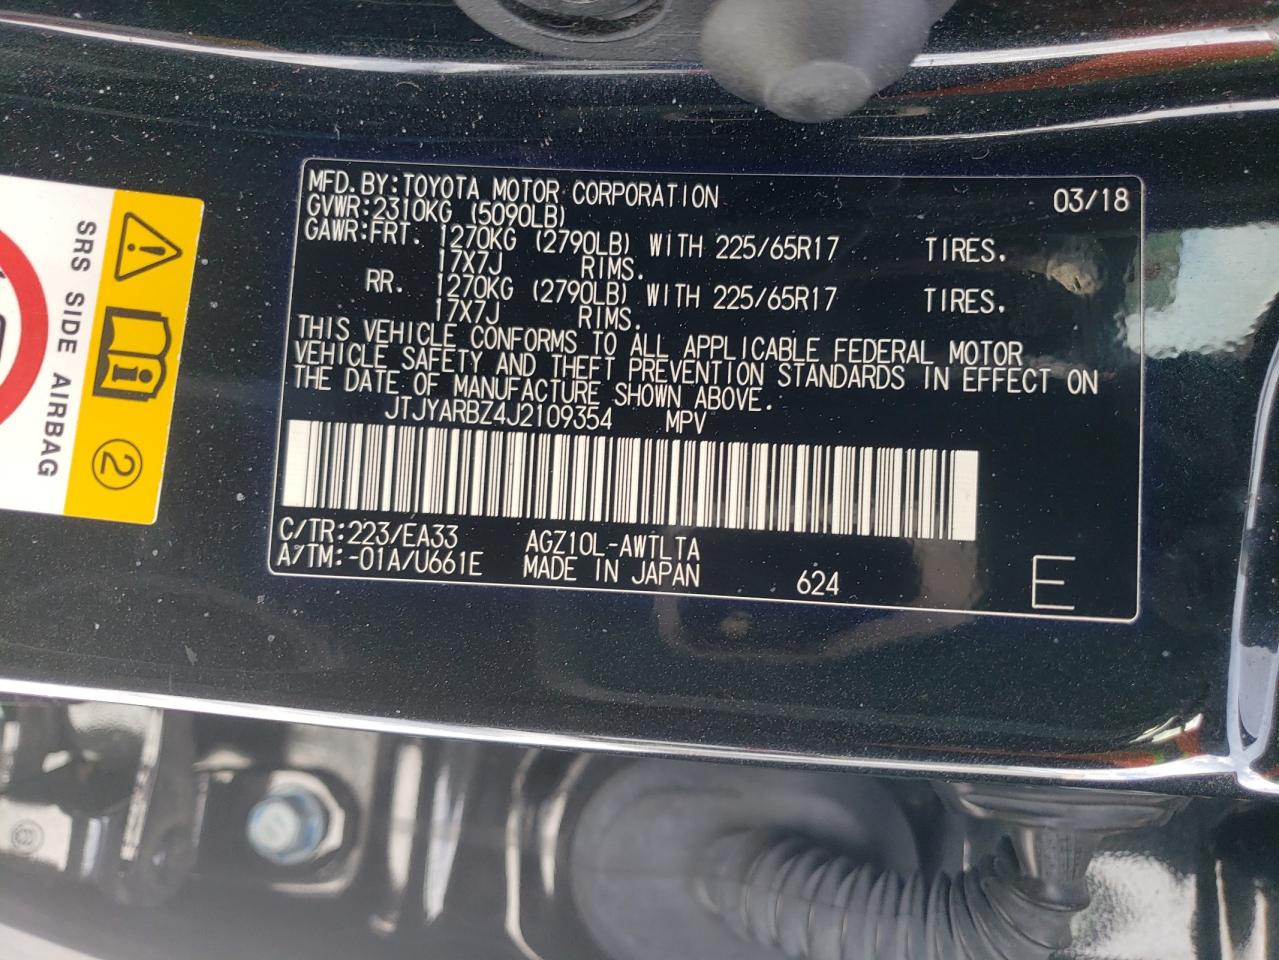 MFD.BY:TOYOTA MOTOR CORPORATION 03/18
GVWR:2310KG (5090LB)
GAWR:FRT. 1270KG (2790LB) WITH 225/65R17 TIRES.
17X7J RIMS.
RR. 1270KG (2790LB) WITH 225/65R17 TIRES.
17X7J RIMS.
THIS VEHICLE CONFORMS TO ALL APPLICABLE FEDERAL MOTOR
VEHICLE SAFETY AND THEFT PREVENTION STANDARDS IN EFFECT ON
THE DATE OF MANUFACTURE SHOWN ABOVE.
JTJYARBZ4J2109354 MPV
C/TR:223/EA33 AGZ10L-AWTLTA
A/TM:-01A/U661E MADE IN JAPAN 624 E
SRS SIDE AIRBAG
2